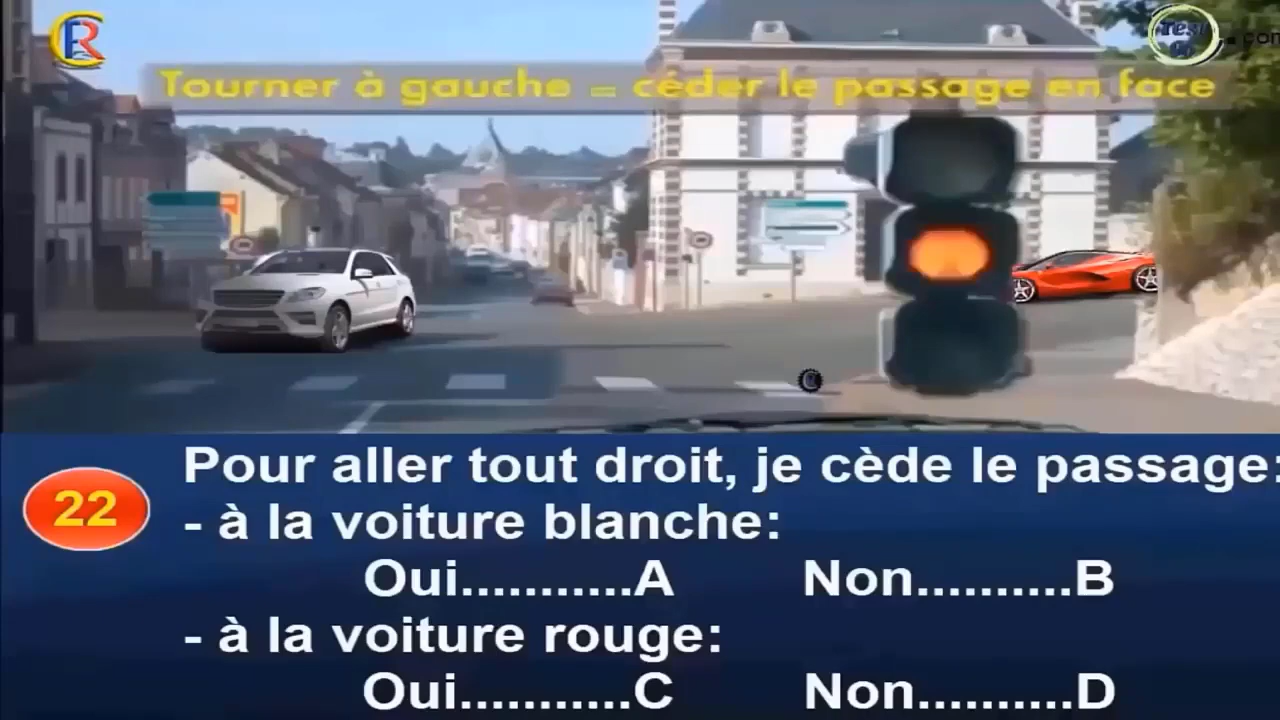 Tourner à gauche = céder le passage en face
22
Pour aller tout droit, je cède le passage:
- à la voiture blanche:
Oui...........A Non..........B
- à la voiture rouge:
Oui...........C Non..........D